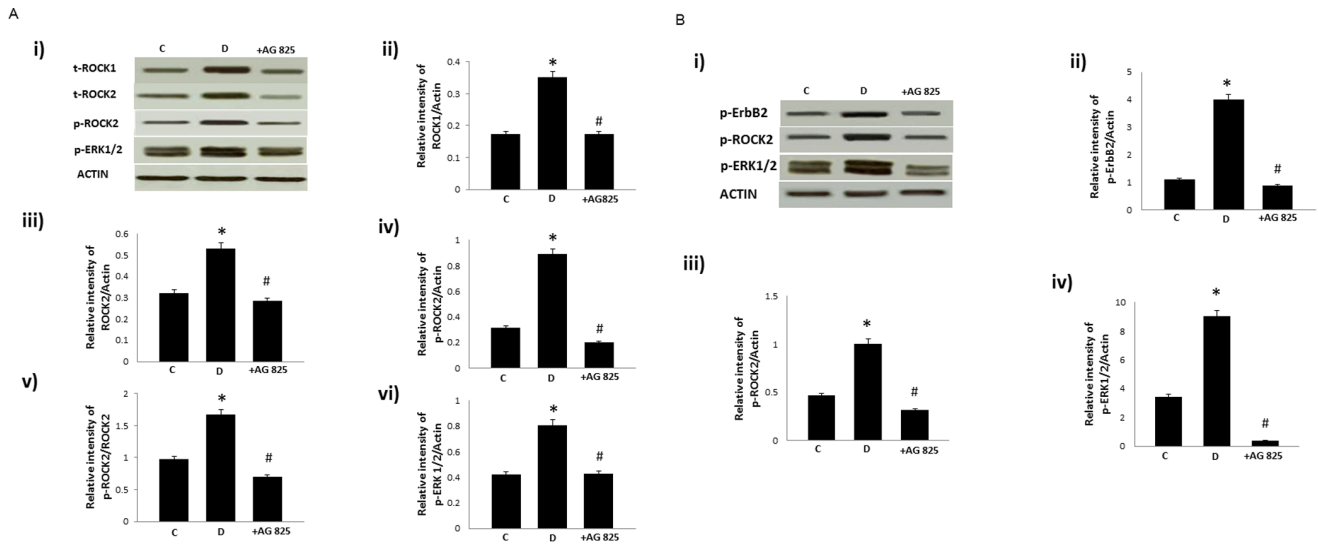 A
i)
C D +AG 825
t-ROCK1
t-ROCK2
p-ROCK2
p-ERK1/2
ACTIN
ii)
Relative intensity of
ROCK1/Actin
0.4
0.3
0.2
0.1
0
*
#
C D +AG825
iii)
Relative intensity of
ROCK2/Actin
0.6
0.5
0.4
0.3
0.2
0.1
0
*
#
C D +AG 825
iv)
Relative intensity of
p-ROCK2/Actin
1
0.8
0.6
0.4
0.2
0
*
#
C D +AG 825
v)
Relative intensity of
p-ROCK2/ROCK2
2
1.5
1
0.5
0
*
#
C D +AG 825
vi)
Relative intensity of
p-ERK 1/2/Actin
1
0.8
0.6
0.4
0.2
0
*
#
C D +AG 825
B
i)
C D +AG 825
p-ErbB2
p-ROCK2
p-ERK1/2
ACTIN
ii)
Relative intensity of
p-ErbB2/Actin
5
4
3
2
1
0
*
#
C D +AG 825
iii)
Relative intensity of
p-ROCK2/Actin
1.5
1
0.5
0
*
#
C D +AG 825
iv)
Relative intensity of
p-ERK1/2/Actin
10
8
6
4
2
0
*
#
C D +AG 825